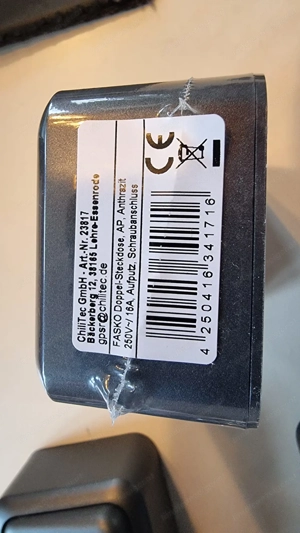 ChiliTec GmbH - Art.-Nr. 23817
Bäckerberg 12, 38165 Lehre-Essenrode
gpsr@chilitec.de
FASKO Doppel-Steckdose, AP, Anthrazit
250V~/16A, Aufputz, Schraubanschluss
CE
4 250416 341716